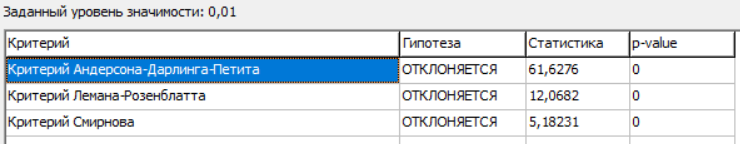 Заданный уровень значимости: 0,01
Критерий Гипотеза Статистика p-value
Критерий Андерсона-Дарлинга-Петита ОТКЛОНЯЕТСЯ 61,6276 0
Критерий Лемана-Розенблатта ОТКЛОНЯЕТСЯ 12,0682 0
Критерий Смирнова ОТКЛОНЯЕТСЯ 5,18231 0